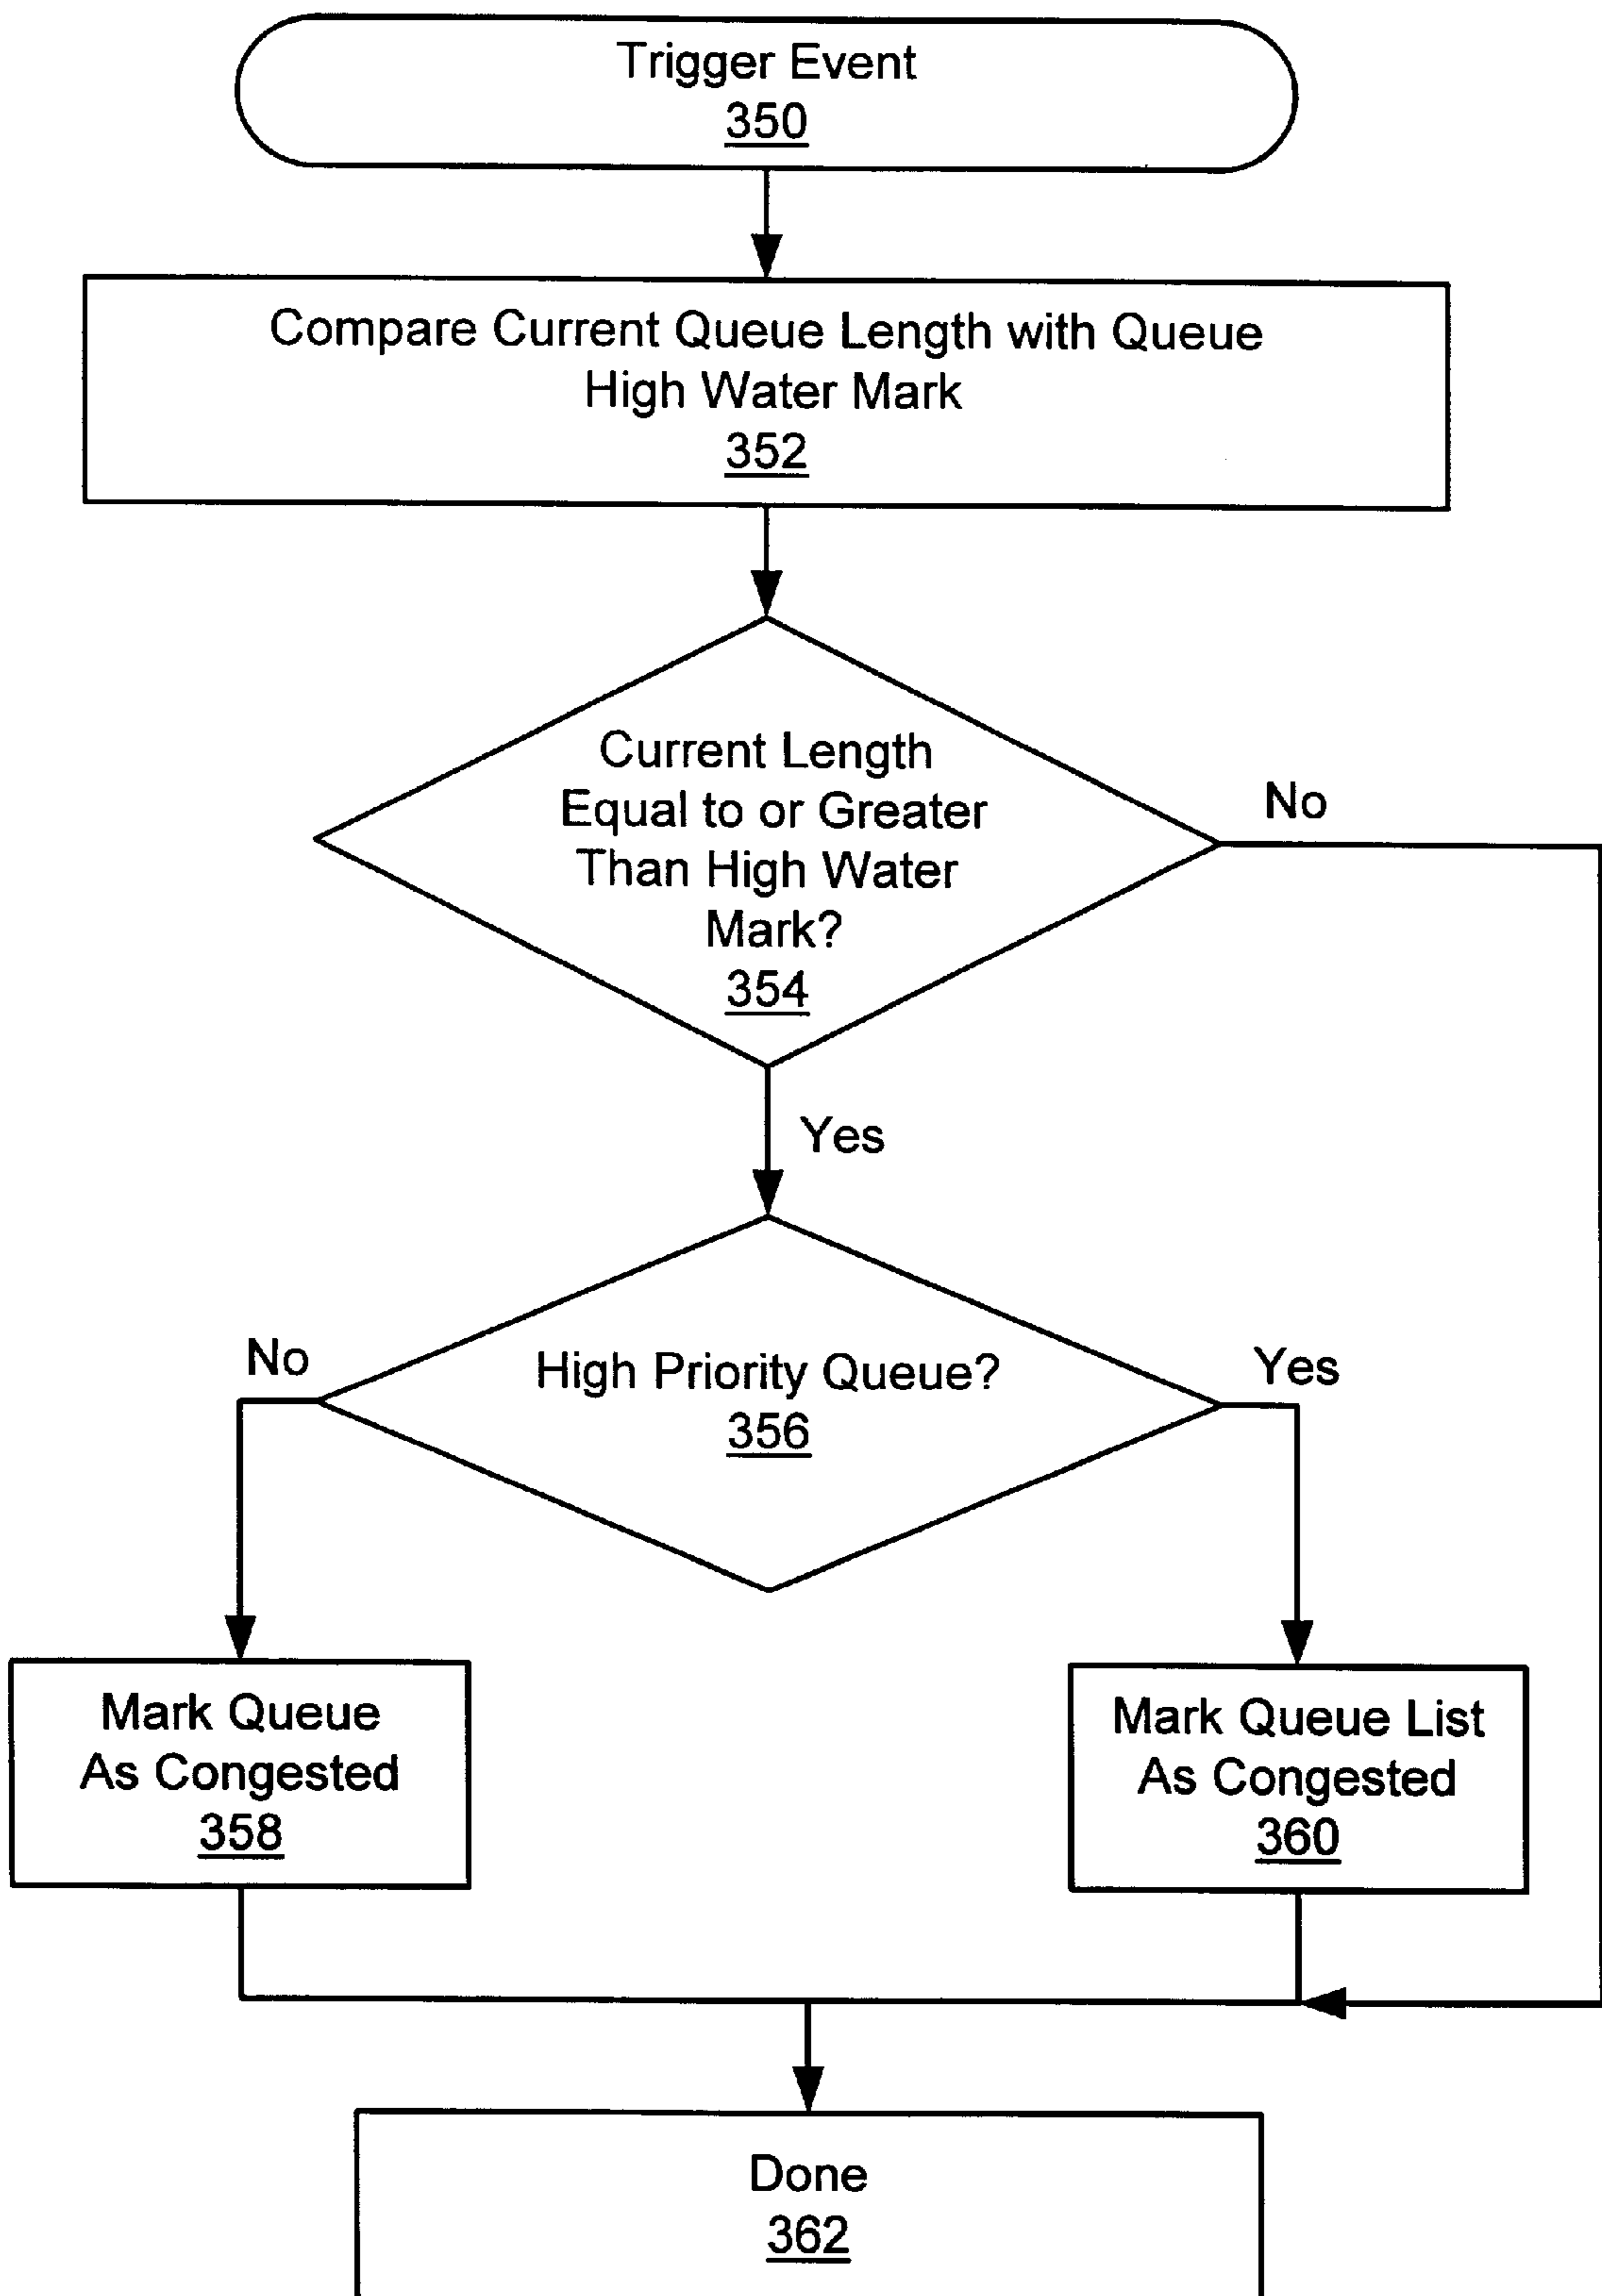 Trigger Event
350
Compare Current Queue Length with Queue
High Water Mark
352
Current Length
Equal to or Greater
Than High Water
Mark?
354
No
Yes
High Priority Queue?
356
No
Yes
Mark Queue
As Congested
358
Mark Queue List
As Congested
360
Done
362